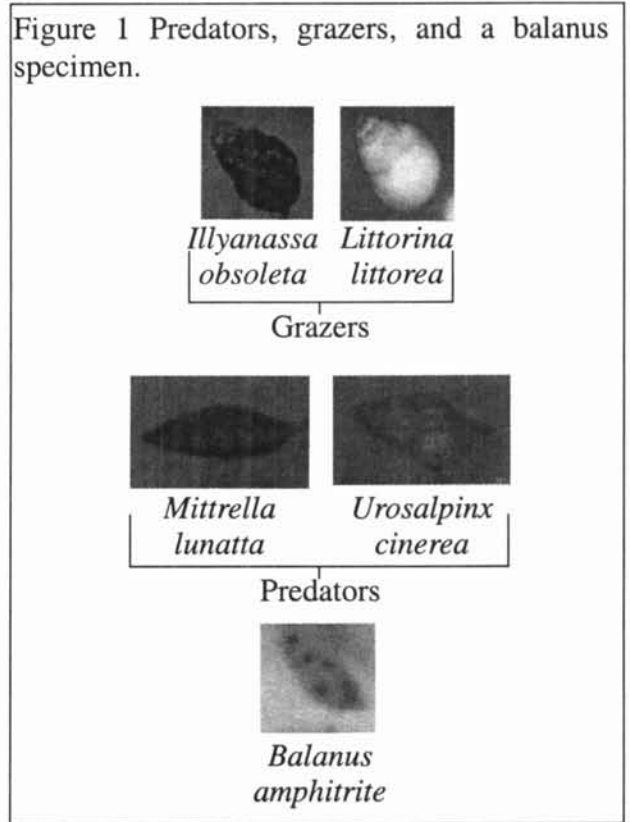 Figure 1 Predators, grazers, and a balanus
specimen.
Illyanassa Littorina
obsoleta littorea
Grazers
Mittrella Urosalpinx
lunatta cinerea
Predators
Balanus
amphitrite